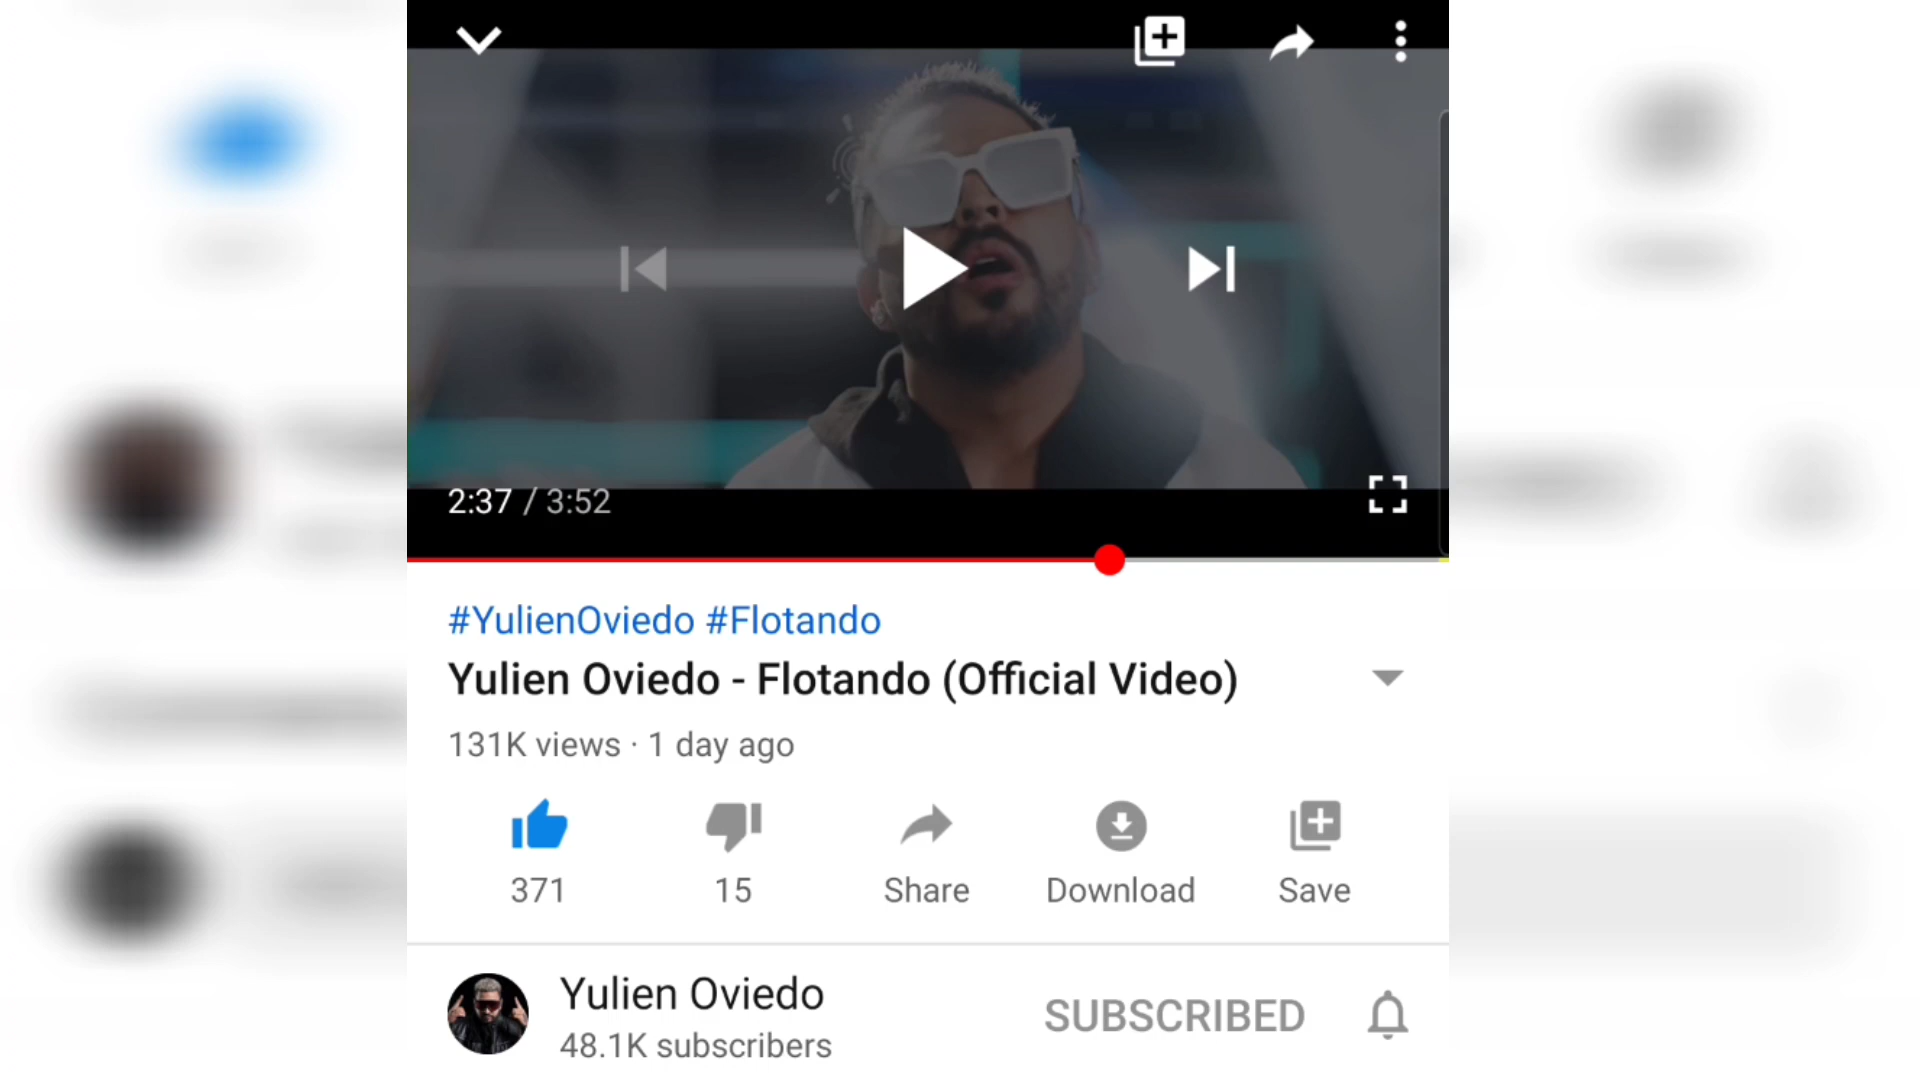 2:37 / 3:52
#YulienOviedo #Flotando
Yulien Oviedo - Flotando (Official Video)
131K views · 1 day ago
371
15
Share
Download
Save
Yulien Oviedo
SUBSCRIBED
48.1K subscribers